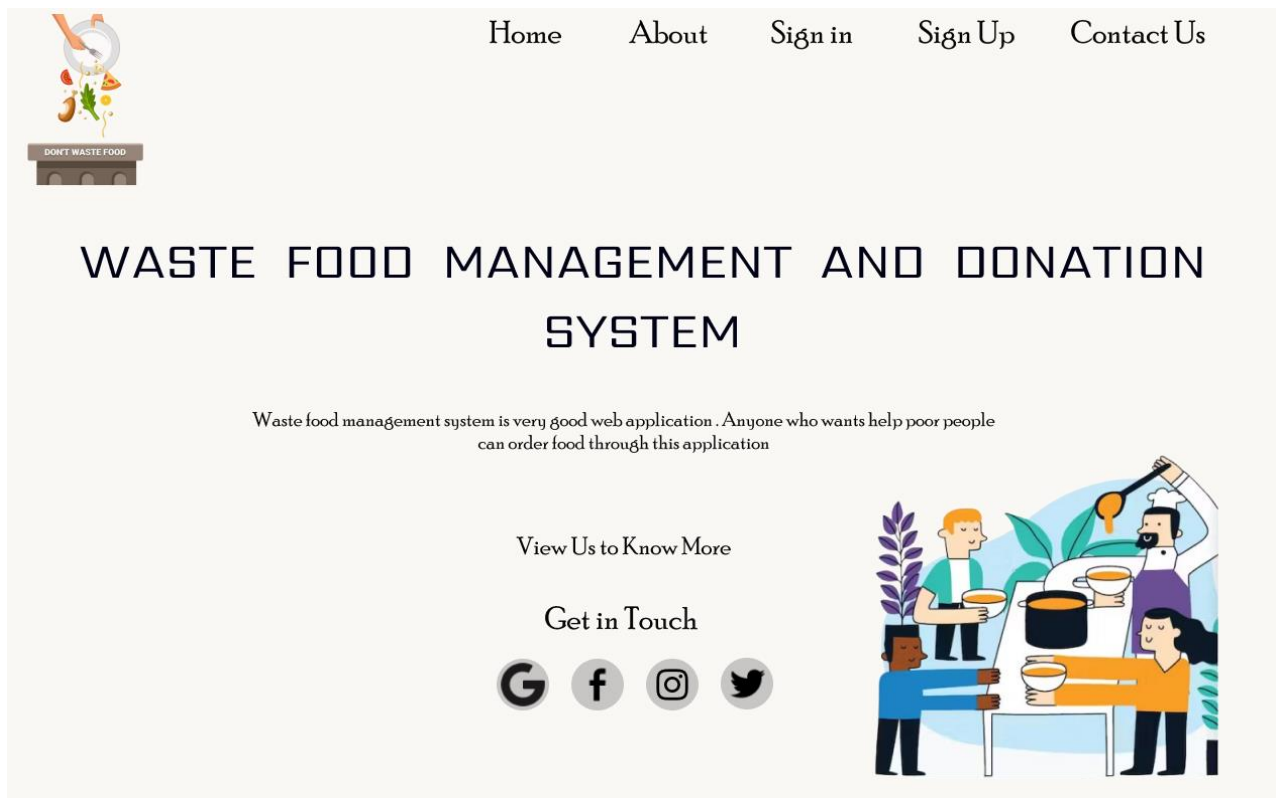 Home About Sign in Sign Up Contact Us
DON'T WASTE FOOD
WASTE FOOD MANAGEMENT AND DONATION
SYSTEM
Waste food management system is very good web application . Anyone who wants help poor people
can order food through this application
View Us to Know More
Get in Touch